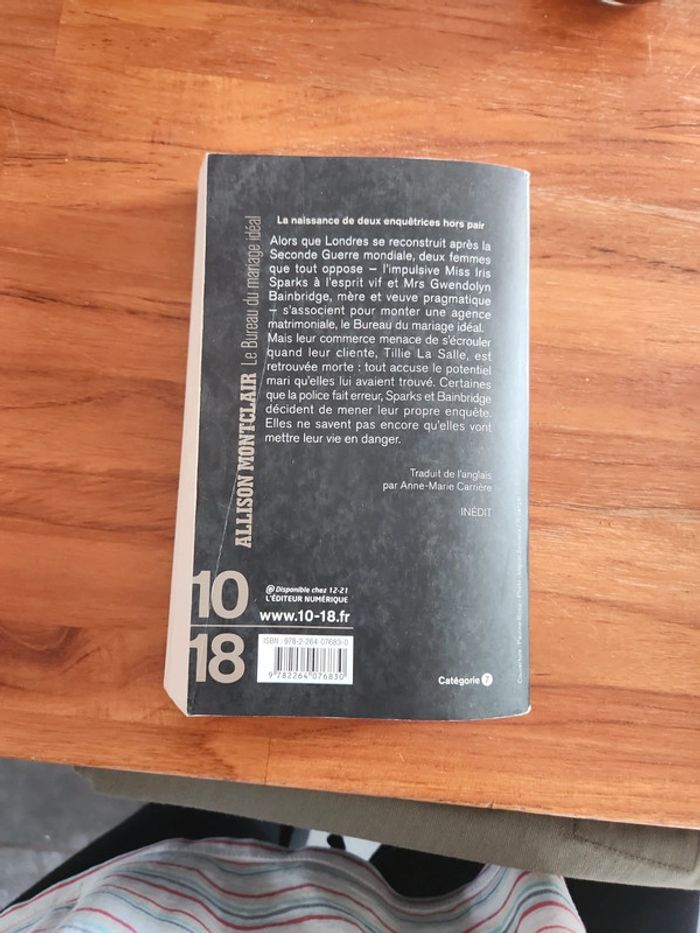 La naissance de deux enquêtrices hors pair
Alors que Londres se reconstruit après la
Seconde Guerre mondiale, deux femmes
que tout oppose – l'impulsive Miss Iris
Sparks à l'esprit vif et Mrs Gwendolyn
Bainbridge, mère et veuve pragmatique
– s'associent pour monter une agence
matrimoniale, le Bureau du mariage idéal.
Mais leur commerce menace de s'écrouler
quand leur cliente, Tillie La Salle, est
retrouvée morte : tout accuse le potentiel
mari qu'elles lui avaient trouvé. Certaines
que la police fait erreur, Sparks et Bainbridge
décident de mener leur propre enquête.
Elles ne savent pas encore qu'elles vont
mettre leur vie en danger.
Traduit de l'anglais
par Anne-Marie Carrière
INÉDIT
ALLISON MONTCLAIR Le Bureau du mariage idéal
10
18
@ Disponible chez 12-21
L'ÉDITEUR NUMÉRIQUE
www.10-18.fr
ISBN : 978-2-264-07683-0
9 782264 076830
Catégorie 7